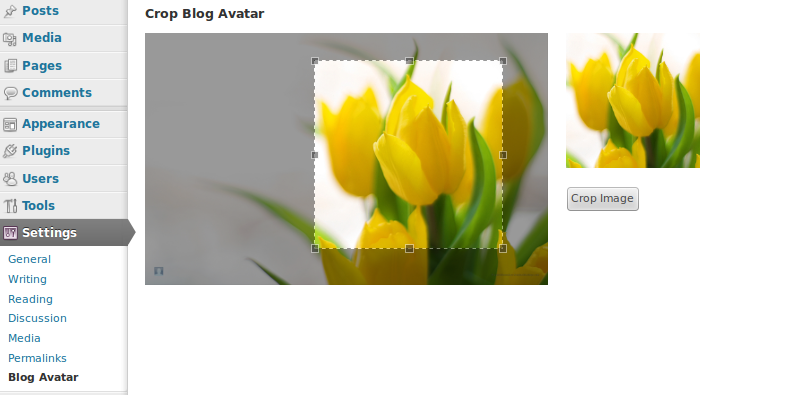 Posts
Media
Pages
Comments
Appearance
Plugins
Users
Tools
Settings
General
Writing
Reading
Discussion
Media
Permalinks
Blog Avatar
Crop Blog Avatar
Crop Image